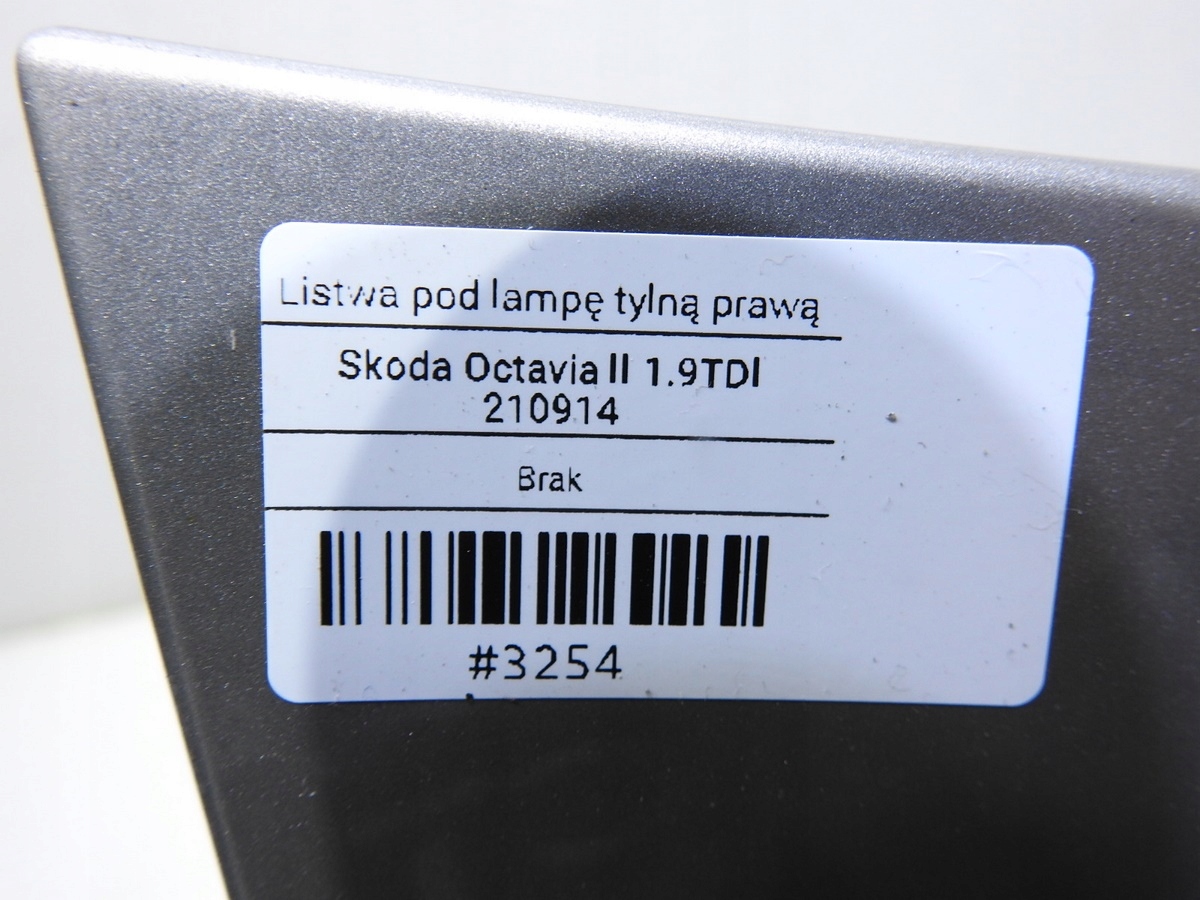 Listwa pod lampę tylną prawą
Skoda Octavia II 1.9TDI
210914
Brak
#3254